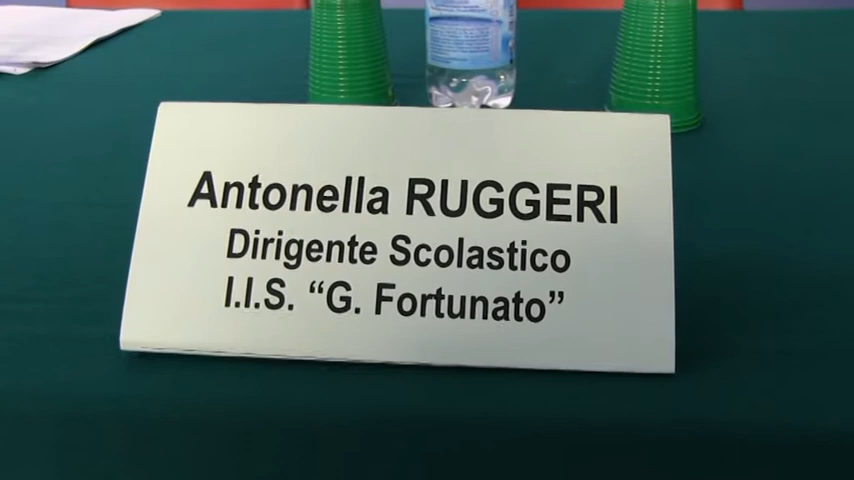 Antonella RUGGERI
Dirigente Scolastico
I.I.S. “G. Fortunato”